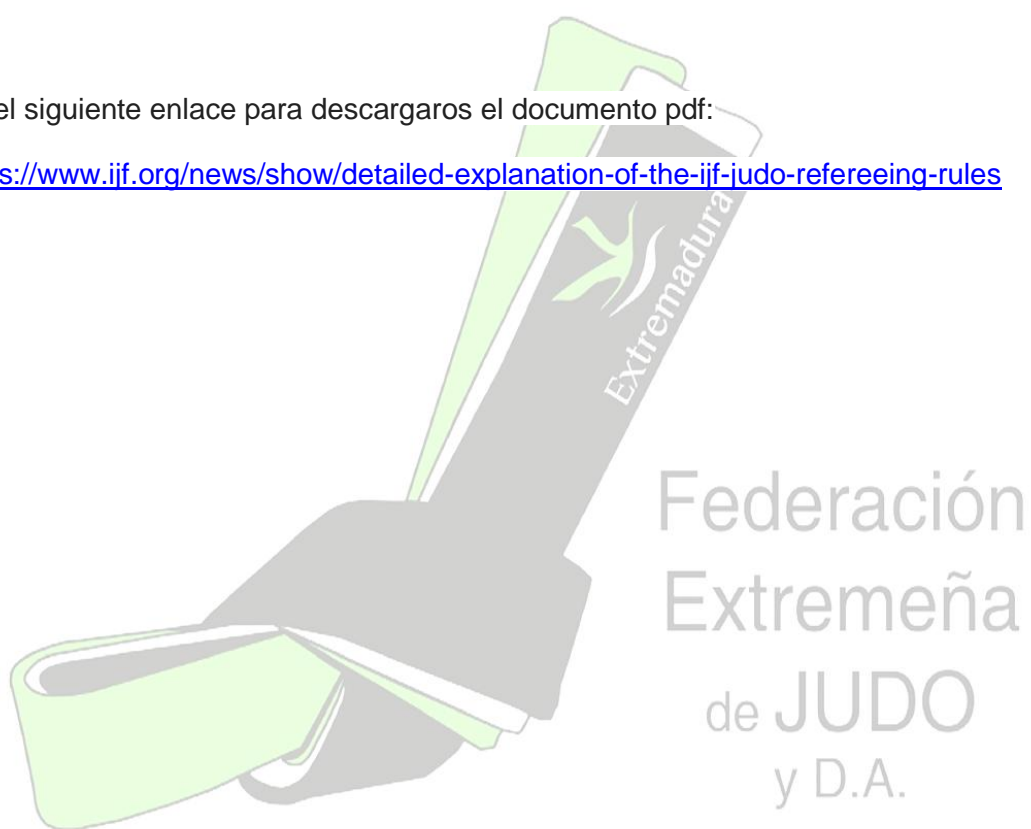 el siguiente enlace para descargaros el documento pdf:
s://www.ijf.org/news/show/detailed-explanation-of-the-ijf-judo-refereeing-rules
Extremadura
Federación
Extremeña
de JUDO
y D.A.